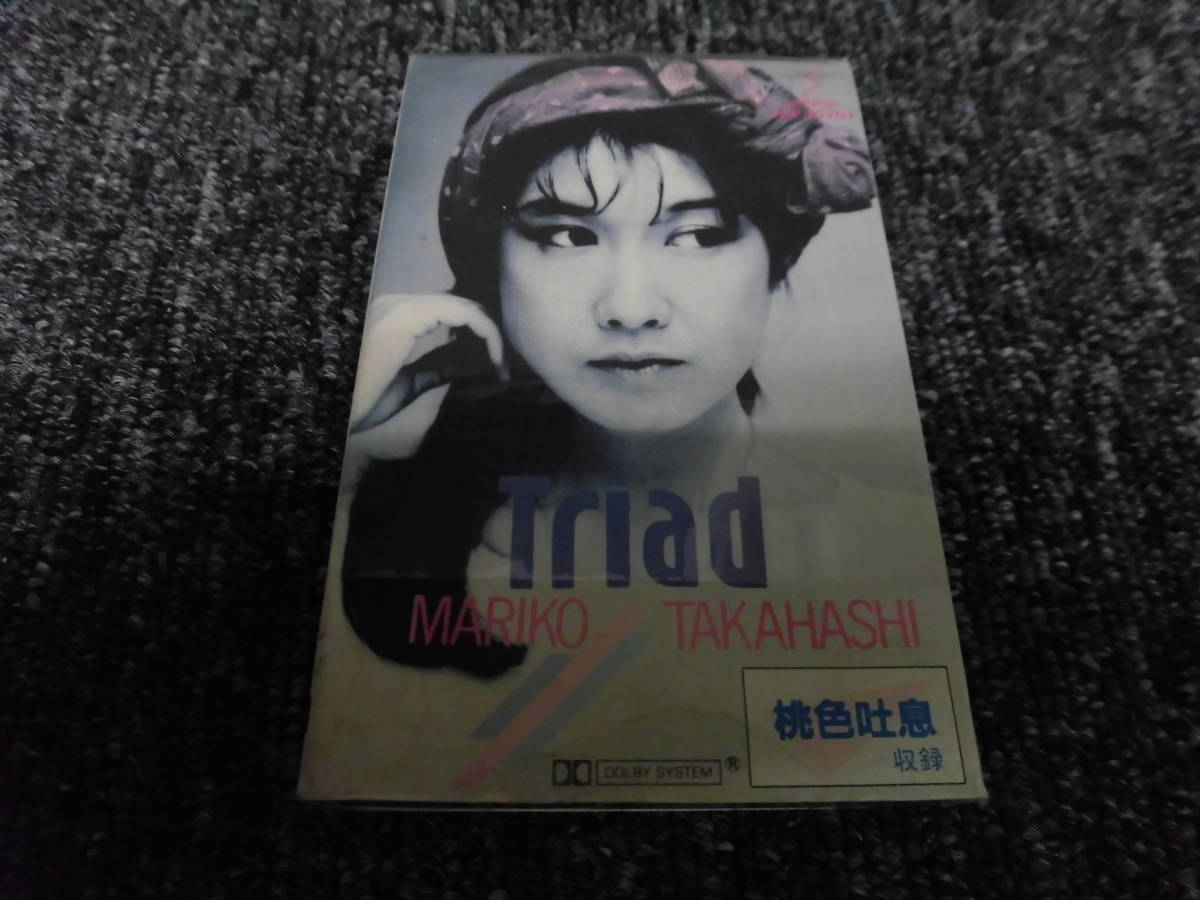 Triad
MARIKO TAKAHASHI
桃色吐息
収録
DOLBY SYSTEM ®